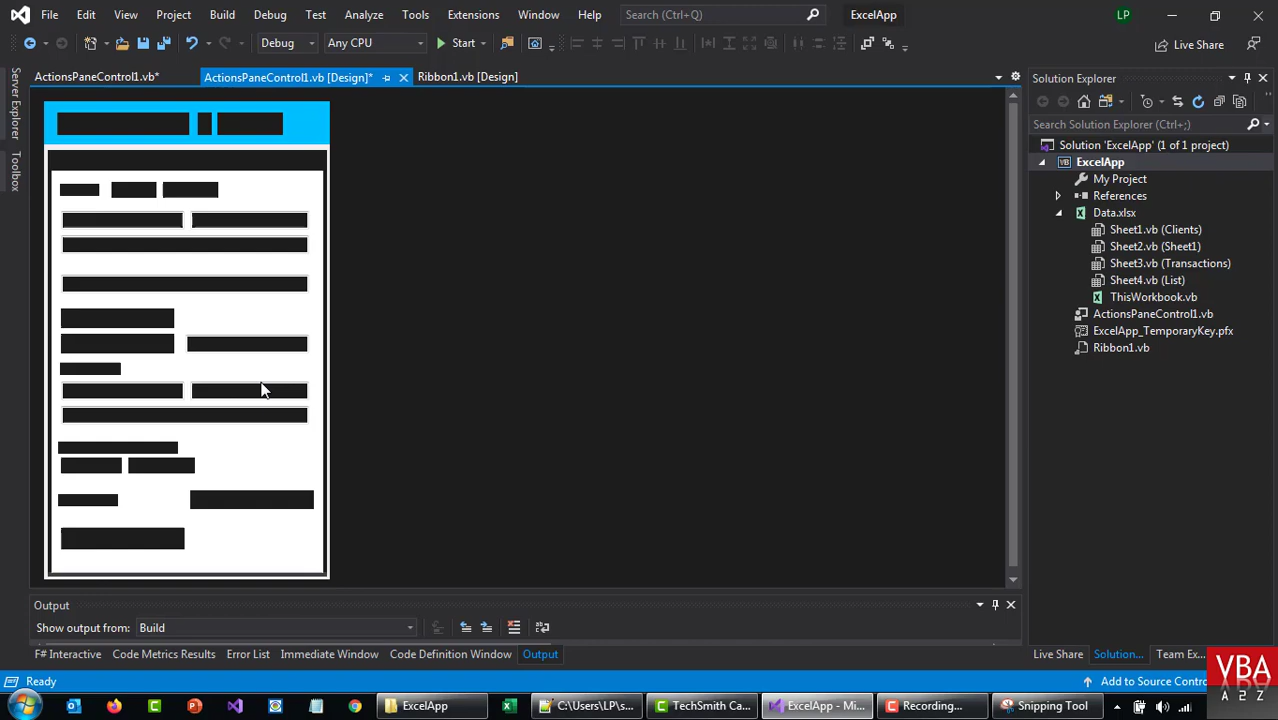 File Edit View Project Build Debug Test Analyze Tools Extensions Window Help Search (Ctrl+Q) ExcelApp LP
Debug Any CPU Start Live Share
ActionsPaneControl1.vb* ActionsPaneControl1.vb [Design]* Ribbon1.vb [Design] Solution Explorer
Server Explorer
Toolbox
Search Solution Explorer (Ctrl+;)
Solution 'ExcelApp' (1 of 1 project)
VB ExcelApp
My Project
References
Data.xlsx
Sheet1.vb (Clients)
Sheet2.vb (Sheet1)
Sheet3.vb (Transactions)
Sheet4.vb (List)
ThisWorkbook.vb
ActionsPaneControl1.vb
ExcelApp_TemporaryKey.pfx
Ribbon1.vb
Output
Show output from: Build
F# Interactive Code Metrics Results Error List Immediate Window Code Definition Window Output Live Share Solution... Team Ex...
Ready Add to Source Contro
ExcelApp C:\Users\LP\s... TechSmith Ca... ExcelApp - Mi... Recording... Snipping Tool
VBA
A 2 Z